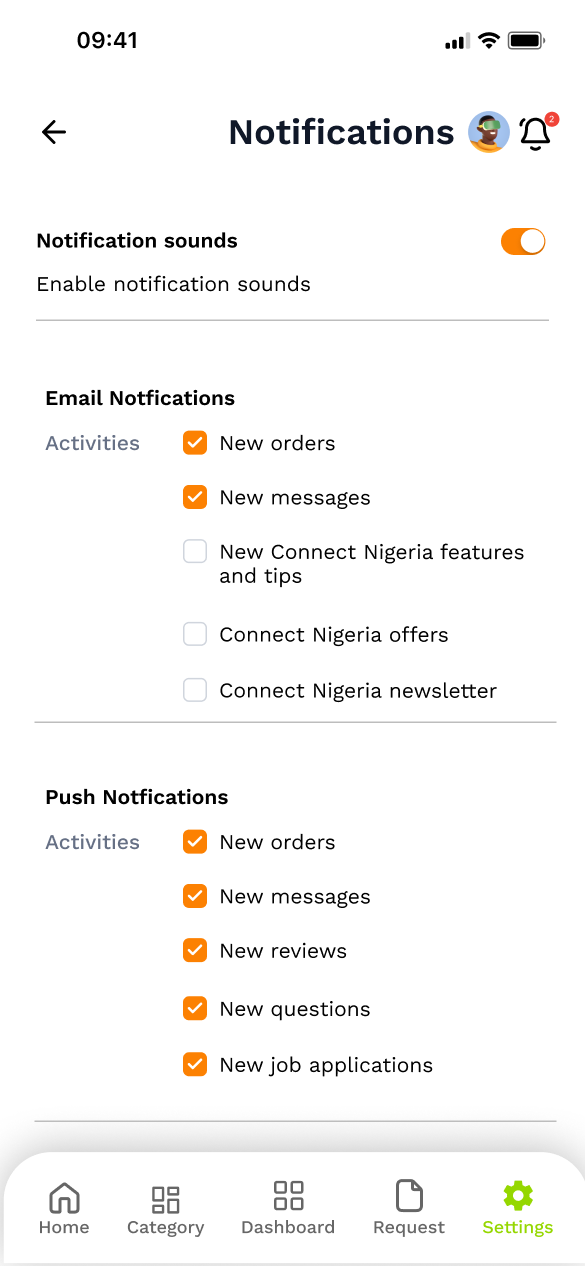 09:41
Notifications
2
Notification sounds
Enable notification sounds
Email Notfications
Activities
New orders
New messages
New Connect Nigeria features
and tips
Connect Nigeria offers
Connect Nigeria newsletter
Push Notfications
Activities
New orders
New messages
New reviews
New questions
New job applications
Home
Category
Dashboard
Request
Settings